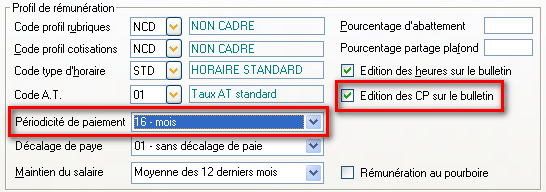 Profil de rémunération
Code profil rubriques NCD NON CADRE Pourcentage d'abattement
Code profil cotisations NCD NON CADRE Pourcentage partage plafond
Code type d'horaire STD HORAIRE STANDARD Edition des heures sur le bulletin
Code A.T. 01 Taux AT standard Edition des CP sur le bulletin
Périodicité de paiement 16 - mois
Décalage de paye 01 - sans décalage de paie
Maintien du salaire Moyenne des 12 derniers mois Rémunération au pourboire